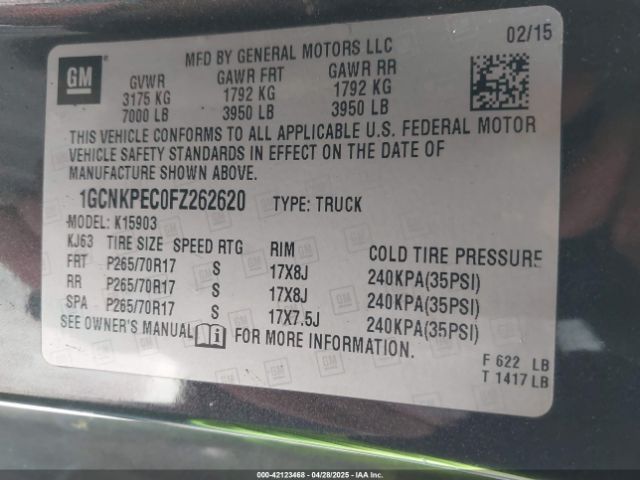 GM
MFD BY GENERAL MOTORS LLC
02/15
GVWR GAWR FRT GAWR RR
3175 KG 1792 KG 1792 KG
7000 LB 3950 LB 3950 LB
THIS VEHICLE CONFORMS TO ALL APPLICABLE U.S. FEDERAL MOTOR
VEHICLE SAFETY STANDARDS IN EFFECT ON THE DATE OF
MANUFACTURE SHOWN ABOVE.
1GCNKPEC0FZ262620 TYPE: TRUCK
MODEL: K15903
KJ63 TIRE SIZE SPEED RTG RIM COLD TIRE PRESSURE
FRT P265/70R17 S 17X8J 240KPA(35PSI)
RR P265/70R17 S 17X8J 240KPA(35PSI)
SPA P265/70R17 S 17X7.5J 240KPA(35PSI)
SEE OWNER'S MANUAL FOR MORE INFORMATION.
F 622 LB
T 1417 LB
000-42123468 - 04/28/2025 - IAA, Inc.